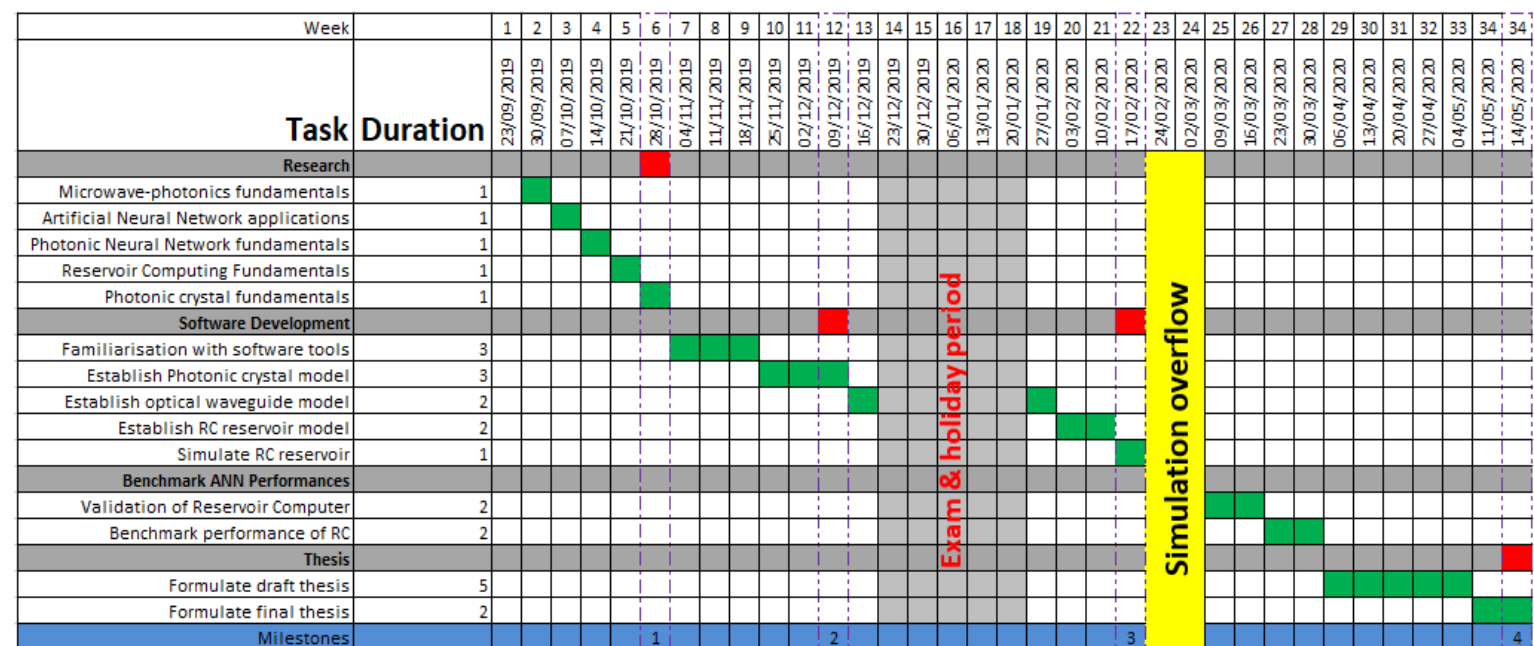 Week 1 2 3 4 5 6 7 8 9 10 11 12 13 14 15 16 17 18 19 20 21 22 23 24 25 26 27 28 29 30 31 32 33 34 34
Task Duration 23/09/2019 30/09/2019 07/10/2019 14/10/2019 21/10/2019 28/10/2019 04/11/2019 11/11/2019 18/11/2019 25/11/2019 02/12/2019 09/12/2019 16/12/2019 23/12/2019 30/12/2019 06/01/2020 13/01/2020 20/01/2020 27/01/2020 03/02/2020 10/02/2020 17/02/2020 24/02/2020 02/03/2020 09/03/2020 16/03/2020 23/03/2020 30/03/2020 06/04/2020 13/04/2020 20/04/2020 27/04/2020 04/05/2020 11/05/2020 14/05/2020
Research
Microwave-photonics fundamentals 1
Artificial Neural Network applications 1
Photonic Neural Network fundamentals 1
Reservoir Computing Fundamentals 1
Photonic crystal fundamentals 1
Software Development
Familiarisation with software tools 3
Establish Photonic crystal model 3
Establish optical waveguide model 2
Establish RC reservoir model 2
Simulate RC reservoir 1
Benchmark ANN Performances
Validation of Reservoir Computer 2
Benchmark performance of RC 2
Thesis
Formulate draft thesis 5
Formulate final thesis 2
Milestones 1 2 3 4
Exam & holiday period
Simulation overflow